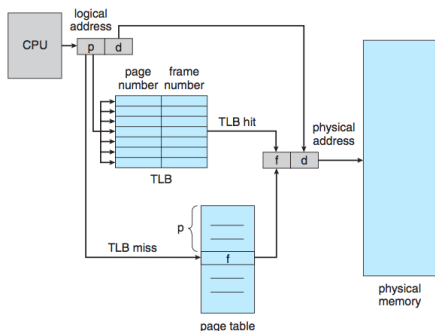 logical
address
CPU
p d
page
number
frame
number
TLB hit
physical
address
f d
TLB
p
TLB miss
f
page table
physical
memory